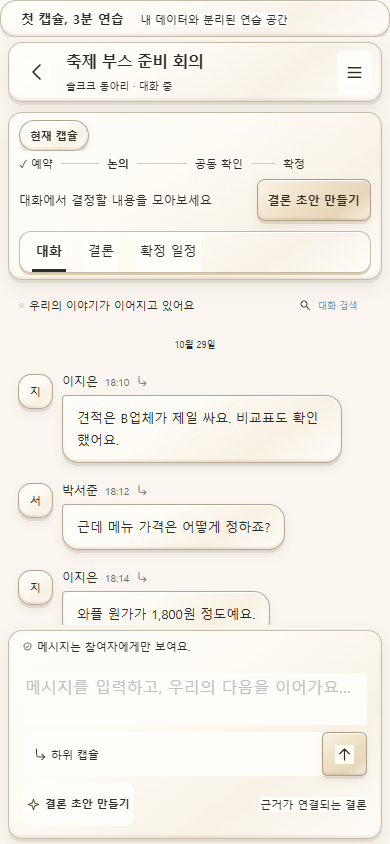 첫 캡슐, 3분 연습 내 데이터와 분리된 연습 공간
축제 부스 준비 회의
슬크크 동아리 · 대화 중
현재 캡슐
✓ 예약 논의 공동 확인 확정
대화에서 결정할 내용을 모아보세요
결론 초안 만들기
대화 결론 확정 일정
우리의 이야기가 이어지고 있어요 대화 검색
10월 29일
지 이지은 18:10
견적은 B업체가 제일 싸요. 비교표도 확인
했어요.
서 박서준 18:12
근데 메뉴 가격은 어떻게 정하죠?
지 이지은 18:14
와플 원가가 1,800원 정도예요.
메시지는 참여자에게만 보여요.
메시지를 입력하고, 우리의 다음을 이어가요...
하위 캡슐
결론 초안 만들기 근거가 연결되는 결론